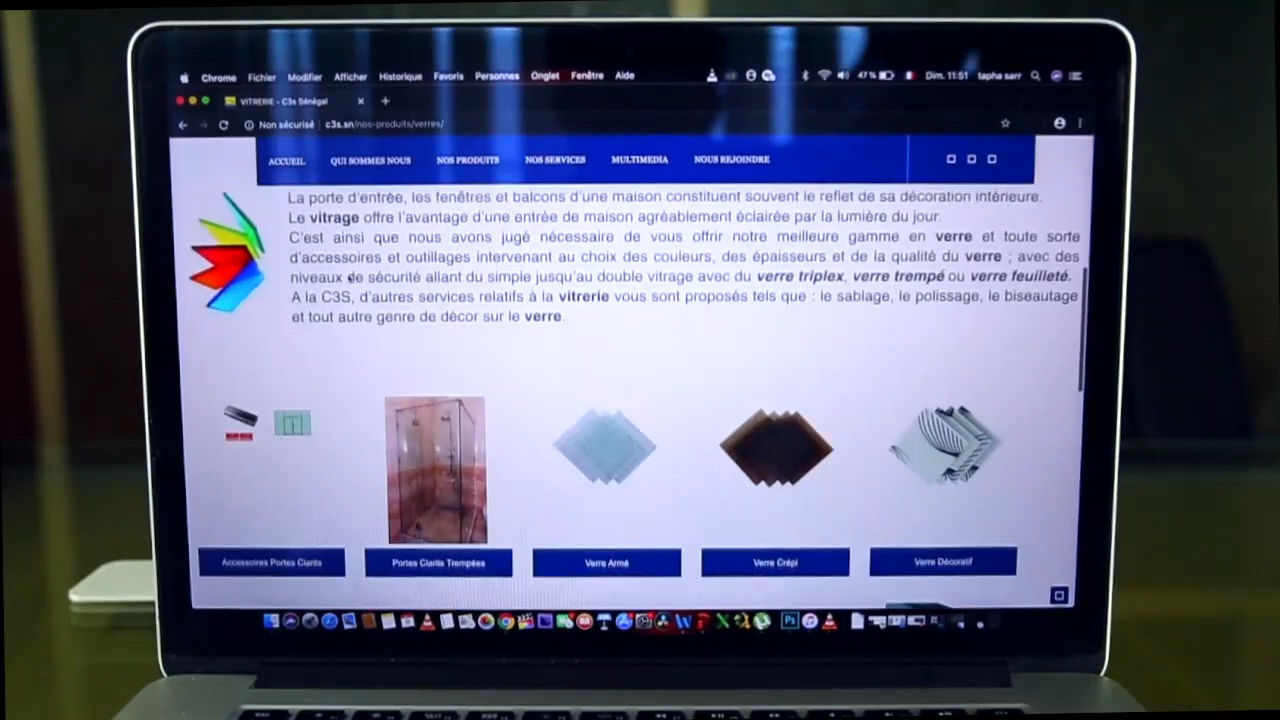 Chrome Fichier Modifier Afficher Historique Favoris Personnes Onglet Fenêtre Aide 47 % Dim. 11:51 tapha sarr
VITRERIE - C3s Sénégal
Non sécurisé c3s.sn/nos-produits/verres/
ACCUEIL QUI SOMMES NOUS NOS PRODUITS NOS SERVICES MULTIMEDIA NOUS REJOINDRE
La porte d'entrée, les fenêtres et balcons d'une maison constituent souvent le reflet de sa décoration intérieure.
Le vitrage offre l'avantage d'une entrée de maison agréablement éclairée par la lumière du jour.
C'est ainsi que nous avons jugé nécessaire de vous offrir notre meilleure gamme en verre et toute sorte
d'accessoires et outillages intervenant au choix des couleurs, des épaisseurs et de la qualité du verre ; avec des
niveaux de sécurité allant du simple jusqu'au double vitrage avec du verre triplex, verre trempé ou verre feuilleté.
A la C3S, d'autres services relatifs à la vitrerie vous sont proposés tels que : le sablage, le polissage, le biseautage
et tout autre genre de décor sur le verre.
Accessoires Portes Clarits Portes Clarits Trempées Verre Armé Verre Crépi Verre Décoratif
Ps